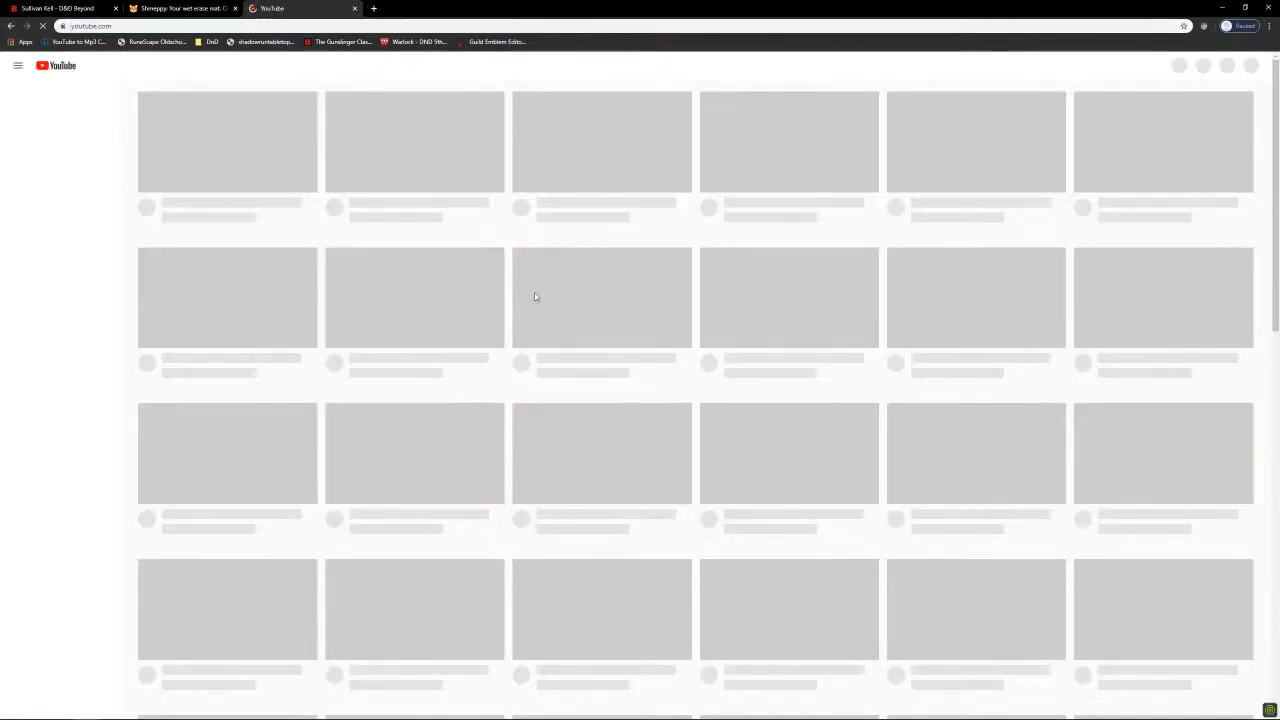 Sullivan Kell - D&D Beyond
Shmeppy: Your wet erase mat. O
YouTube
youtube.com
Paused
Apps
YouTube to Mp3 C...
RuneScape Oldscho...
DnD
shadowruntabletop...
The Gunslinger Clas...
Warlock - DND 5th...
Guild Emblem Edito...
YouTube